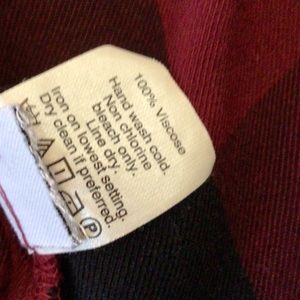 100% Viscose
Hand wash cold.
Non chlorine
bleach only.
Line dry.
Iron on lowest setting.
Dry clean if preferred.
P